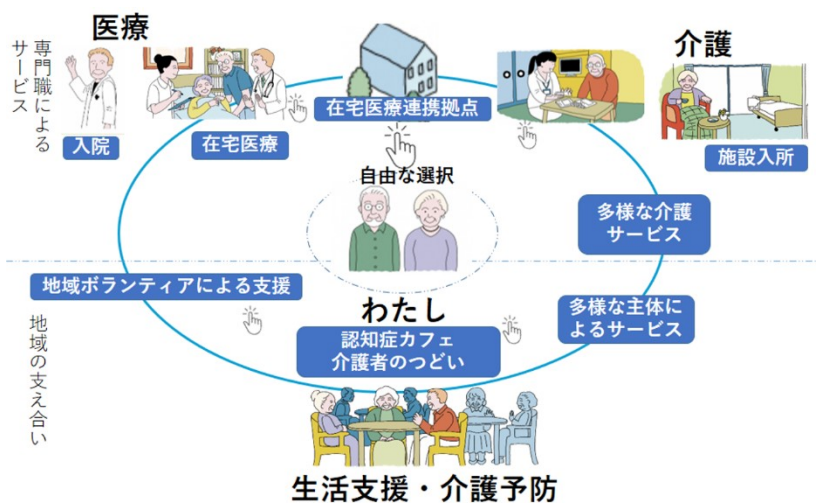 医療
介護
専門職による
サービス
在宅医療連携拠点
入院
在宅医療
施設入所
自由な選択
多様な介護
サービス
地域ボランティアによる支援
わたし
多様な主体に
よるサービス
認知症カフェ
介護者のつどい
地域の支え合い
生活支援・介護予防